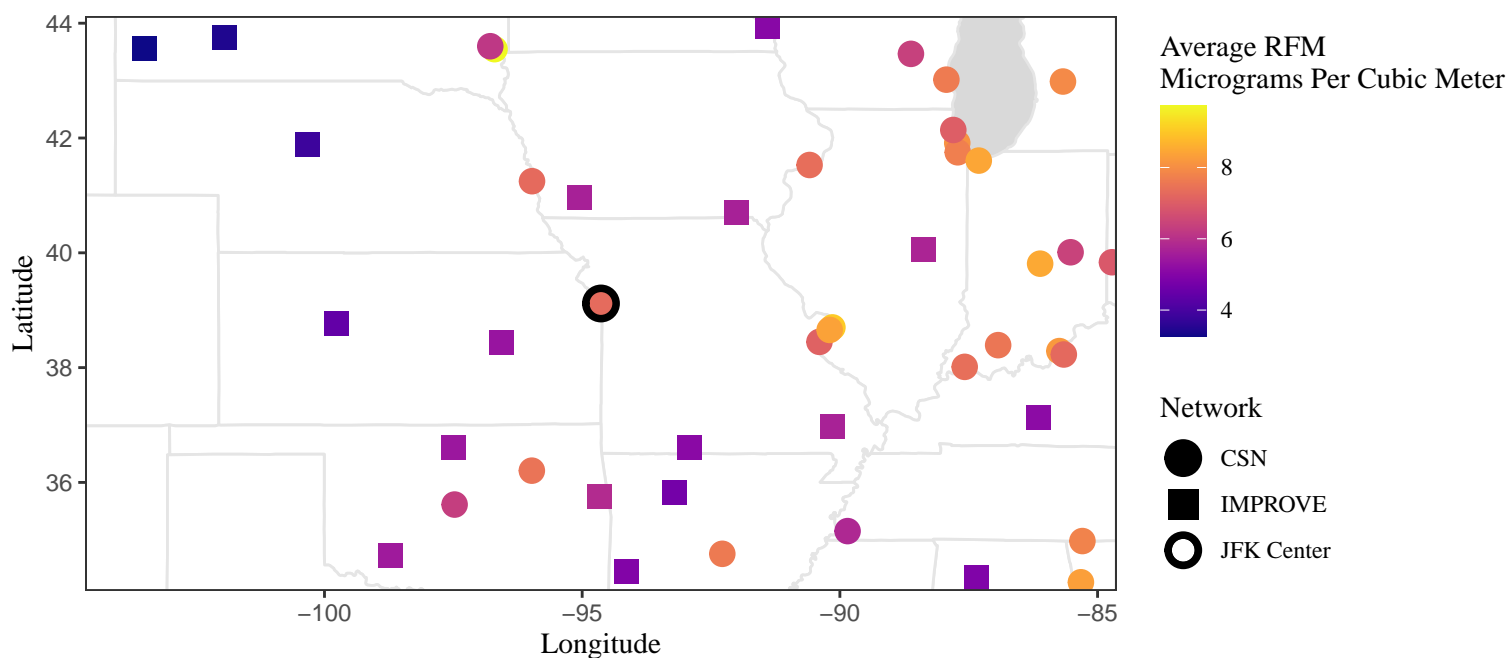 44
42
40
38
36
Latitude
−100
−95
−90
−85
Longitude
Average RFM
Micrograms Per Cubic Meter
8
6
4
Network
CSN
IMPROVE
JFK Center